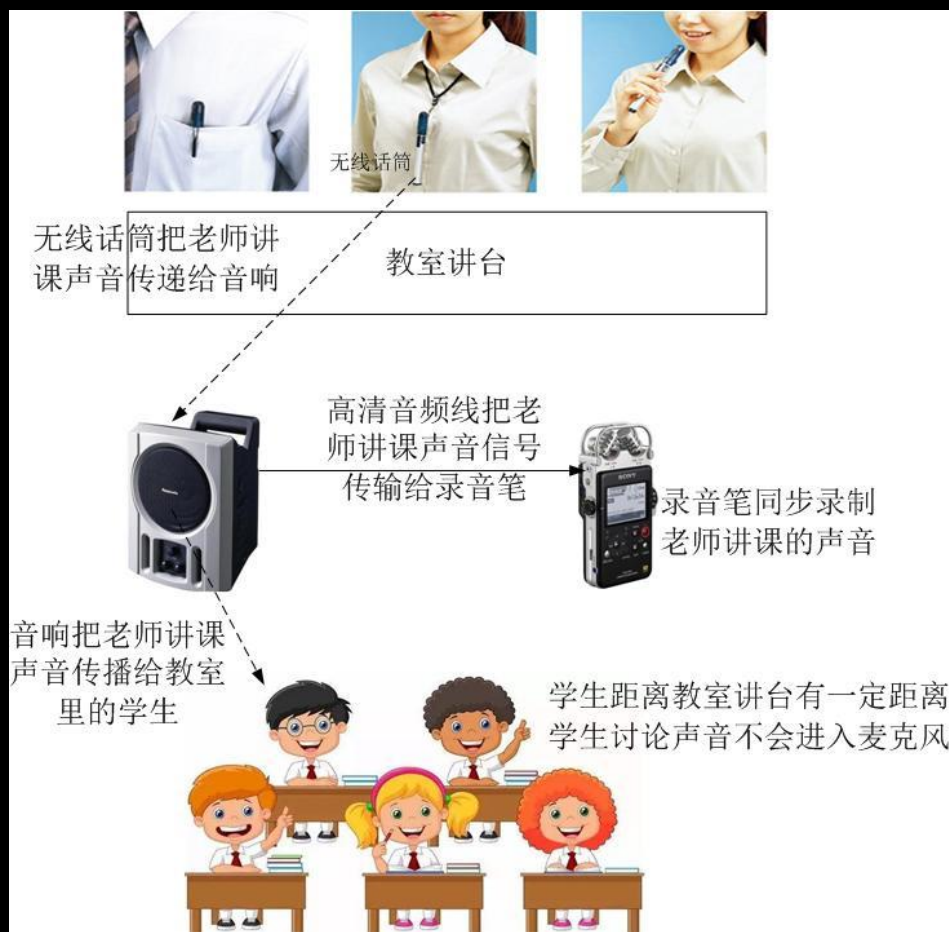 无线话筒
无线话筒把老师讲
课声音传递给音响
教室讲台
高清音频线把老
师讲课声音信号
传输给录音笔
Panasonic
SONY
录音笔同步录制
老师讲课的声音
音响把老师讲课
声音传播给教室
里的学生
学生距离教室讲台有一定距离
学生讨论声音不会进入麦克风